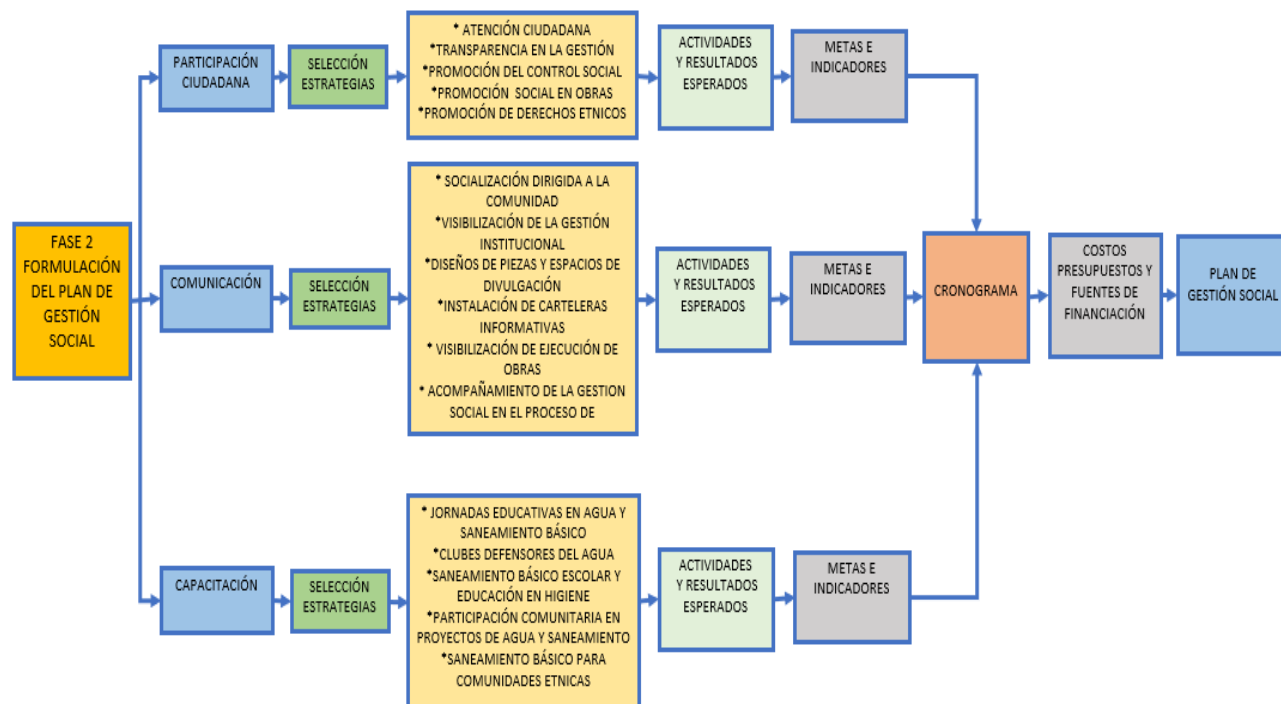 FASE 2
FORMULACIÓN
DEL PLAN DE
GESTIÓN
SOCIAL
PARTICIPACIÓN
CIUDADANA
SELECCIÓN
ESTRATEGIAS
* ATENCIÓN CIUDADANA
*TRANSPARENCIA EN LA GESTIÓN
*PROMOCIÓN DEL CONTROL SOCIAL
*PROMOCIÓN SOCIAL EN OBRAS
*PROMOCIÓN DE DERECHOS ETNICOS
ACTIVIDADES
Y RESULTADOS
ESPERADOS
METAS E
INDICADORES
COMUNICACIÓN
SELECCIÓN
ESTRATEGIAS
* SOCIALIZACIÓN DIRIGIDA A LA
COMUNIDAD
*VISIBILIZACIÓN DE LA GESTIÓN
INSTITUCIONAL
*DISEÑOS DE PIEZAS Y ESPACIOS DE
DIVULGACIÓN
*INSTALACIÓN DE CARTELERAS
INFORMATIVAS
* VISIBILIZACIÓN DE EJECUCIÓN DE
OBRAS
* ACOMPAÑAMIENTO DE LA GESTION
SOCIAL EN EL PROCESO DE
ACTIVIDADES
Y RESULTADOS
ESPERADOS
METAS E
INDICADORES
CAPACITACIÓN
SELECCIÓN
ESTRATEGIAS
* JORNADAS EDUCATIVAS EN AGUA Y
SANEAMIENTO BÁSICO
*CLUBES DEFENSORES DEL AGUA
*SANEAMIENTO BÁSICO ESCOLAR Y
EDUCACIÓN EN HIGIENE
*PARTICIPACIÓN COMUNITARIA EN
PROYECTOS DE AGUA Y SANEAMIENTO
*SANEAMIENTO BÁSICO PARA
COMUNIDADES ETNICAS
ACTIVIDADES
Y RESULTADOS
ESPERADOS
METAS E
INDICADORES
CRONOGRAMA
COSTOS
PRESUPUESTOS Y
FUENTES DE
FINANCIACIÓN
PLAN DE
GESTIÓN SOCIAL